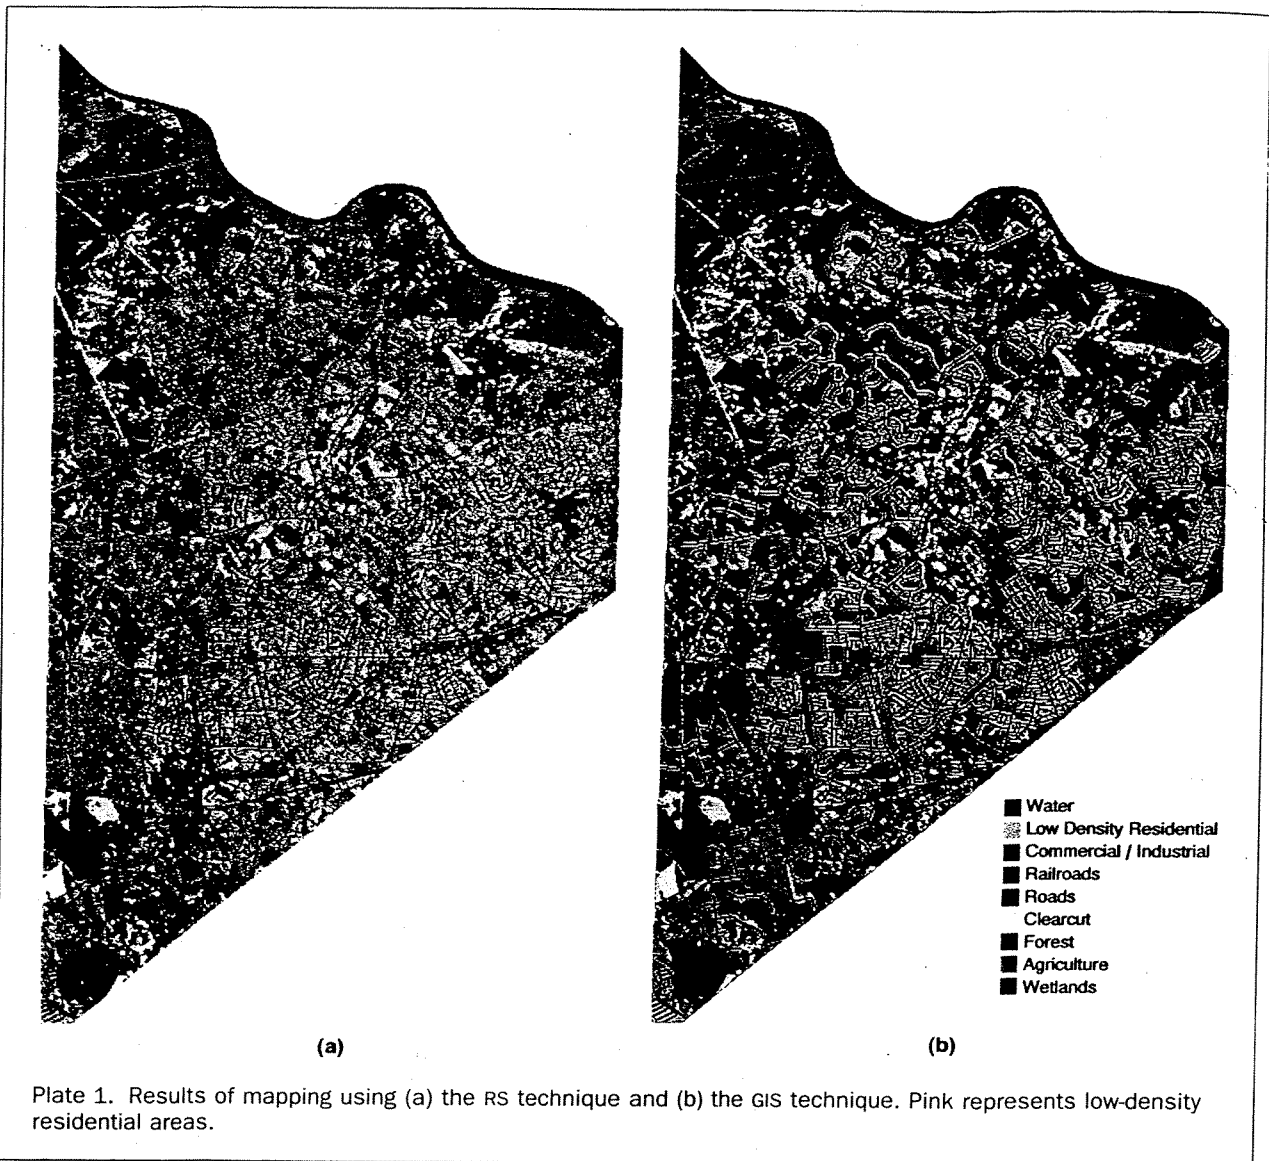 Water
Low Density Residential
Commercial / Industrial
Railroads
Roads
Clearcut
Forest
Agriculture
Wetlands
(a)
(b)
Plate 1. Results of mapping using (a) the RS technique and (b) the GIS technique. Pink represents low-density
residential areas.